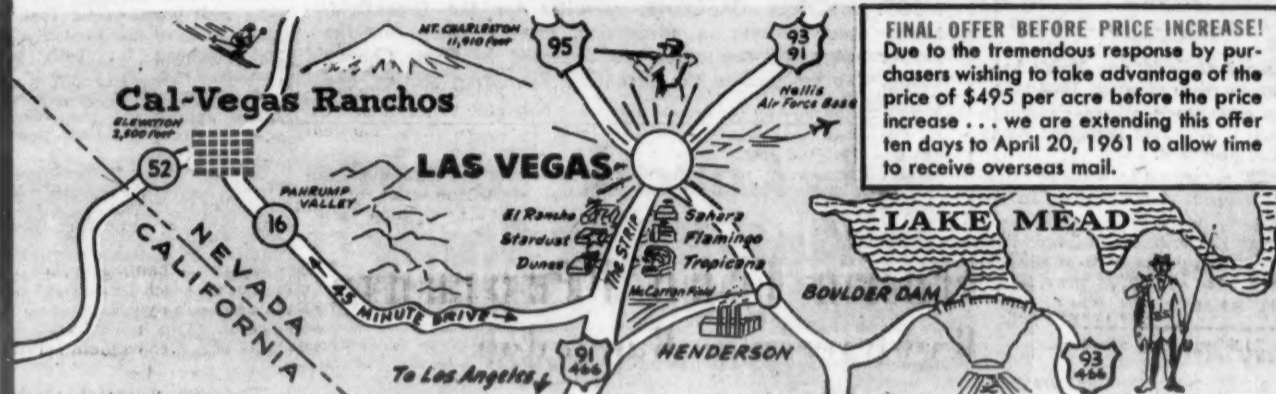 MT. CHARLESTON
11,910 Feet
95
93
91
Nellis
Air Force Base
Cal-Vegas Ranchos
ELEVATION
2,500 Feet
52
LAS VEGAS
PAHRUMP
VALLEY
16
NEVADA
CALIFORNIA
← 45 MINUTE DRIVE →
El Rancho
Stardust
Dunes
The STRIP
Sahara
Flamingo
Tropicana
McCarran Field
HENDERSON
91
466
To Los Angeles
FINAL OFFER BEFORE PRICE INCREASE!
Due to the tremendous response by pur-
chasers wishing to take advantage of the
price of $495 per acre before the price
increase . . . we are extending this offer
ten days to April 20, 1961 to allow time
to receive overseas mail.
LAKE MEAD
BOULDER DAM
93
466